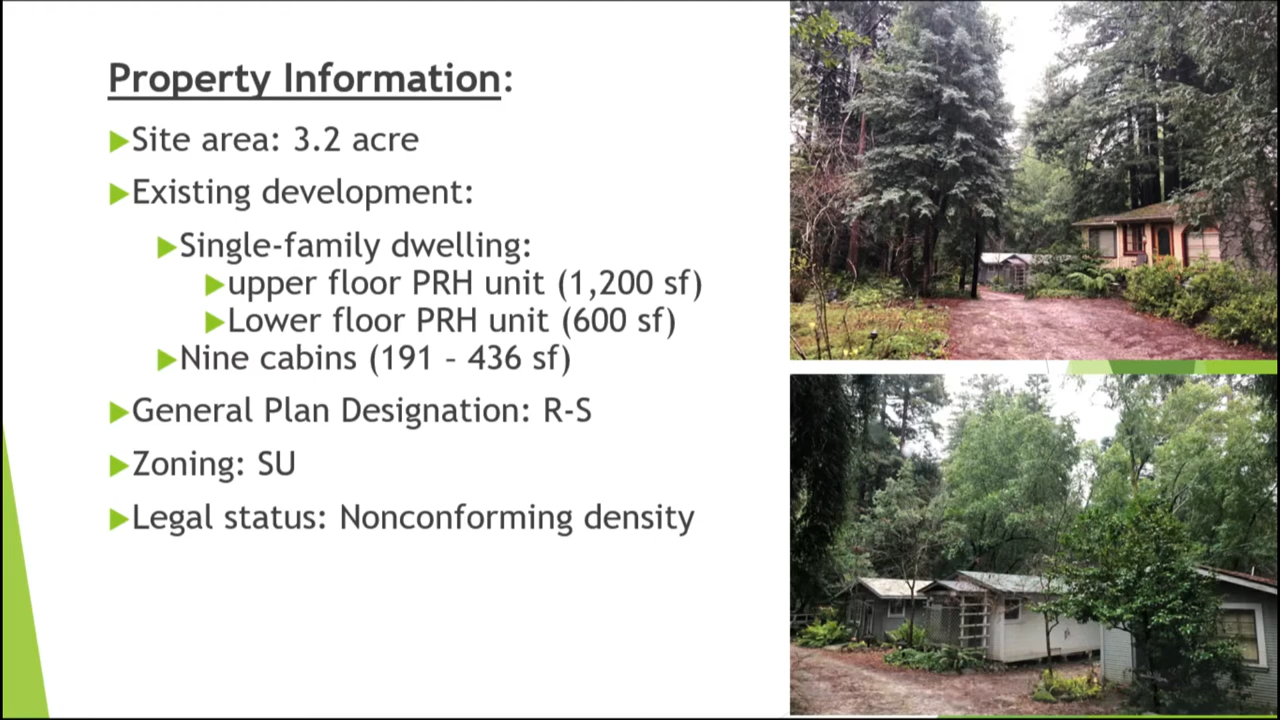 Property Information:
Site area: 3.2 acre
Existing development:
Single-family dwelling:
upper floor PRH unit (1,200 sf)
Lower floor PRH unit (600 sf)
Nine cabins (191 - 436 sf)
General Plan Designation: R-S
Zoning: SU
Legal status: Nonconforming density